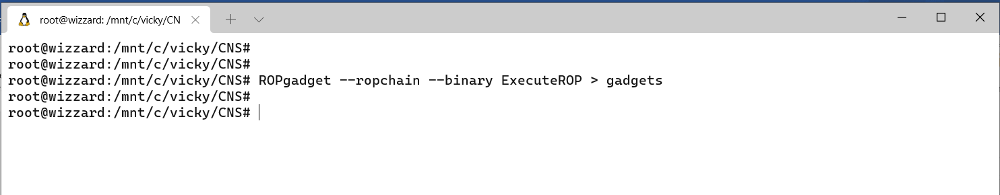 root@wizzard: /mnt/c/vicky/CN
root@wizzard:/mnt/c/vicky/CNS#
root@wizzard:/mnt/c/vicky/CNS#
root@wizzard:/mnt/c/vicky/CNS# ROPgadget --ropchain --binary ExecuteROP > gadgets
root@wizzard:/mnt/c/vicky/CNS#
root@wizzard:/mnt/c/vicky/CNS#